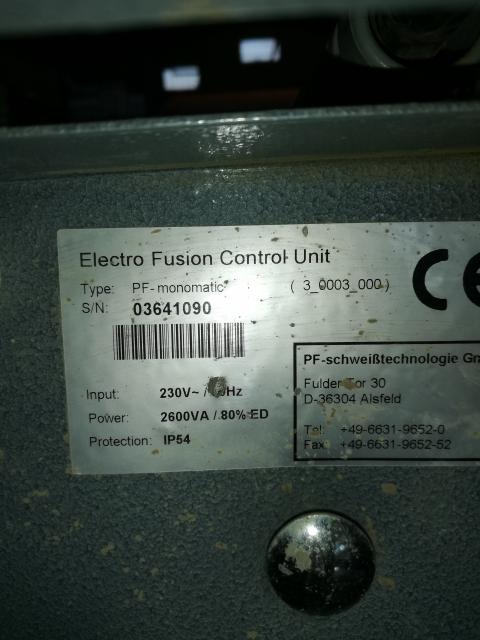 Electro Fusion Control Unit
Type: PF-monomatic ( 3_0003_000 )
S/N: 03641090
CE
PF-schweißtechnologie
Fulder Tor 30
D-36304 Alsfeld
Tel: +49-6631-9652-0
Fax: +49-6631-9652-52
Input: 230V~ /
Power: 2600VA / 80% ED
Protection: IP54